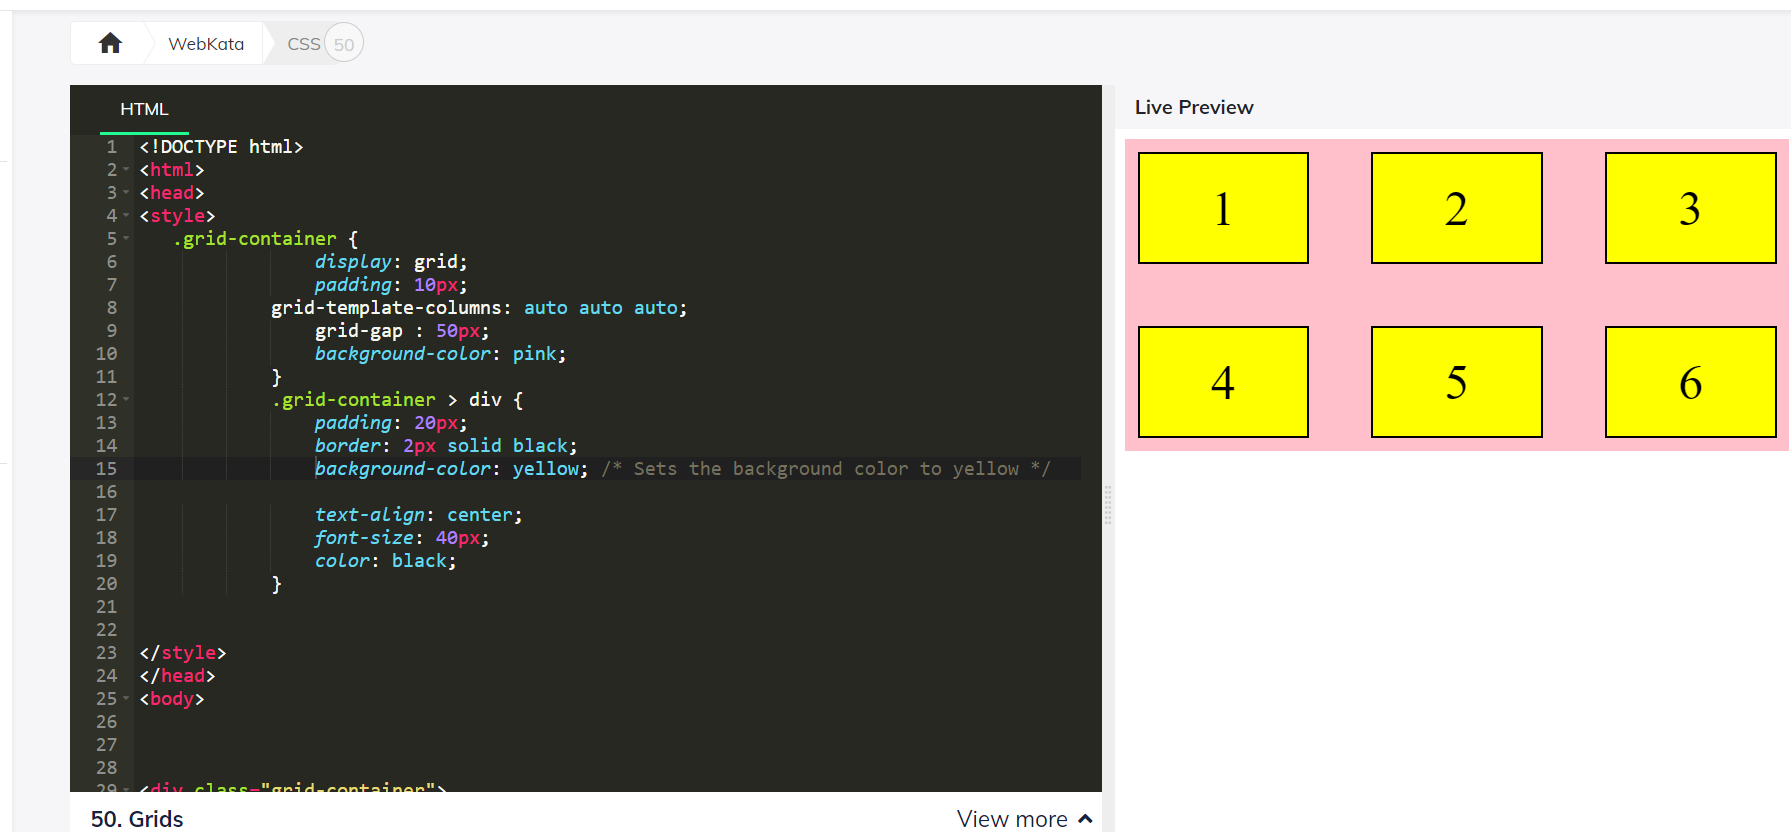 WebKata CSS 50
HTML
1 <!DOCTYPE html>
2 <html>
3 <head>
4 <style>
5 .grid-container {
6 display: grid;
7 padding: 10px;
8 grid-template-columns: auto auto auto;
9 grid-gap : 50px;
10 background-color: pink;
11 }
12 .grid-container > div {
13 padding: 20px;
14 border: 2px solid black;
15 background-color: yellow; /* Sets the background color to yellow */
16
17 text-align: center;
18 font-size: 40px;
19 color: black;
20 }
21
22
23 </style>
24 </head>
25 <body>
26
27
28
29 <div class="grid-container">
50. Grids
View more
Live Preview
1 2 3
4 5 6